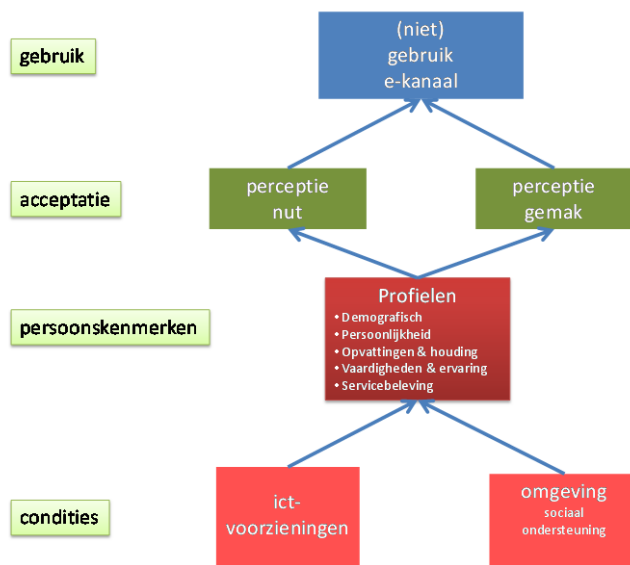 gebruik
(niet)
gebruik
e-kanaal
acceptatie
perceptie
nut
perceptie
gemak
persoonskenmerken
Profielen
• Demografisch
• Persoonlijkheid
• Opvattingen & houding
• Vaardigheden & ervaring
• Servicebeleving
condities
ict-
voorzieningen
omgeving
sociaal
ondersteuning